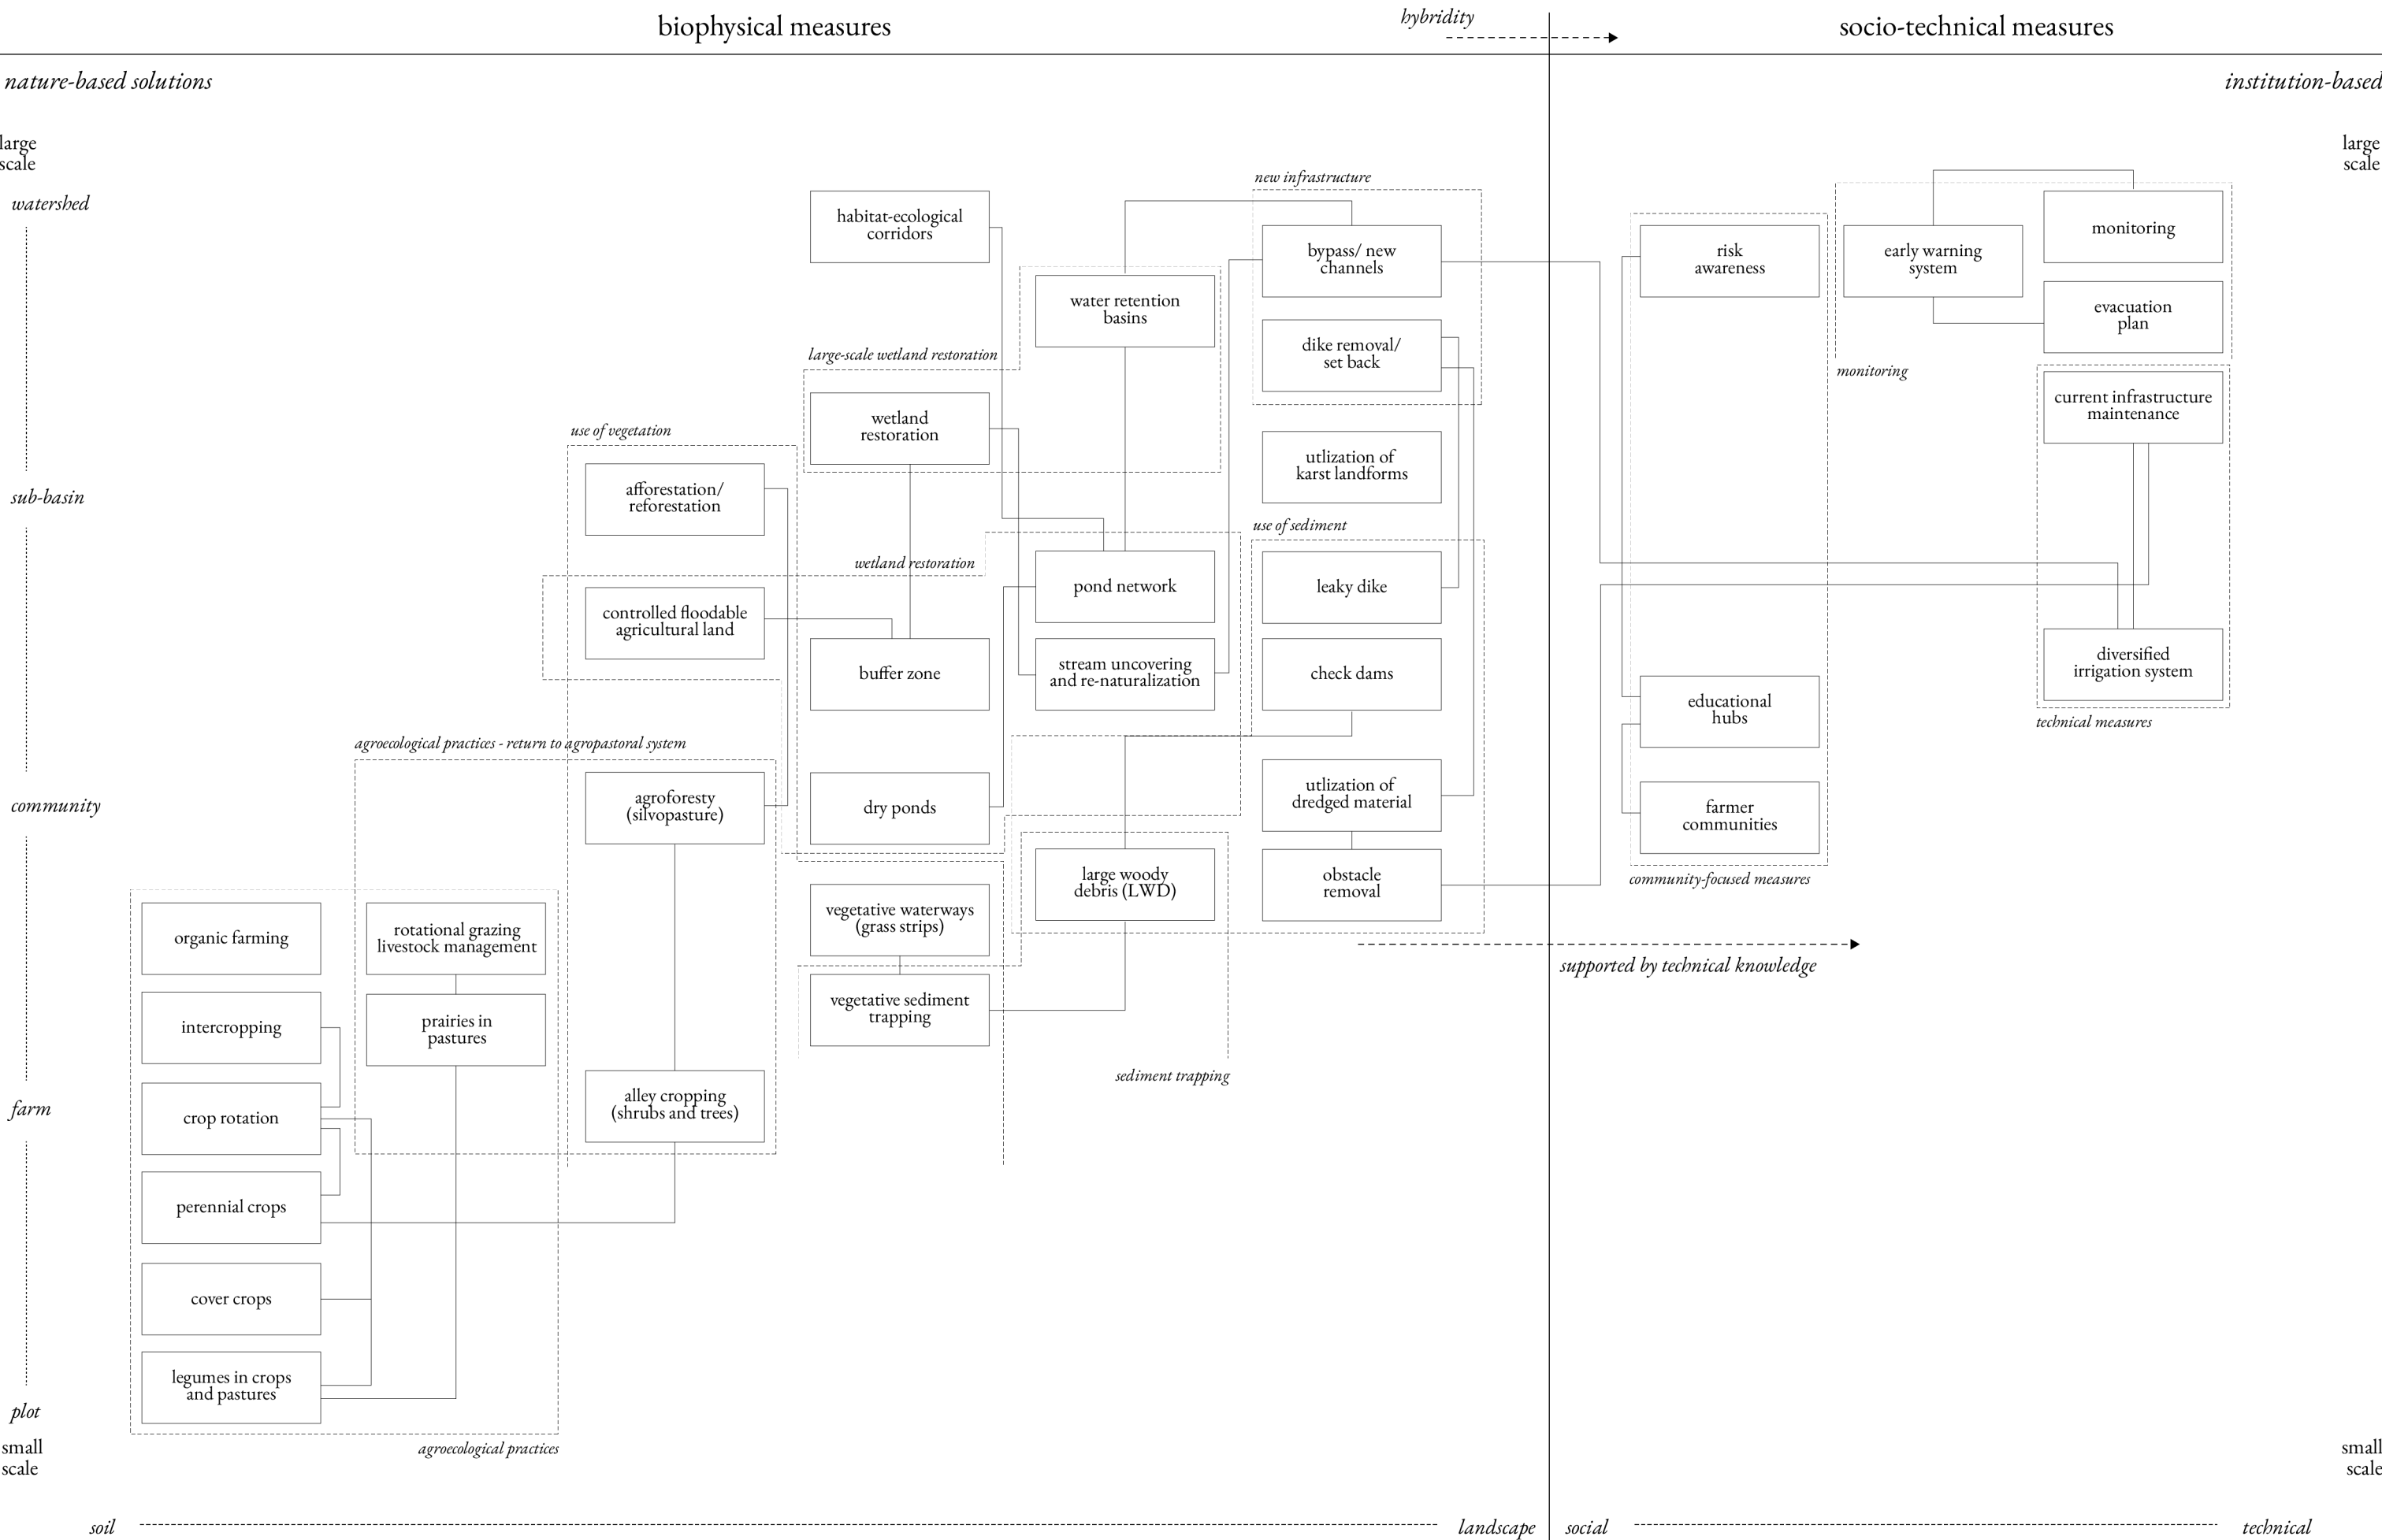 biophysical measures
hybridity
socio-technical measures
nature-based solutions
institution-based
large
scale
large
scale
watershed
sub-basin
community
farm
plot
small
scale
small
scale
new infrastructure
habitat-ecological
corridors
water retention
basins
bypass/ new
channels
dike removal/
set back
large-scale wetland restoration
wetland
restoration
use of vegetation
afforestation/
reforestation
utlization of
karst landforms
use of sediment
wetland restoration
controlled floodable
agricultural land
buffer zone
pond network
stream uncovering
and re-naturalization
leaky dike
check dams
agroecological practices - return to agropastoral system
agroforesty
(silvopasture)
dry ponds
utlization of
dredged material
large woody
debris (LWD)
obstacle
removal
vegetative waterways
(grass strips)
vegetative sediment
trapping
sediment trapping
organic farming
rotational grazing
livestock management
intercropping
prairies in
pastures
crop rotation
alley cropping
(shrubs and trees)
perennial crops
cover crops
legumes in crops
and pastures
agroecological practices
risk
awareness
early warning
system
monitoring
evacuation
plan
monitoring
current infrastructure
maintenance
diversified
irrigation system
technical measures
educational
hubs
farmer
communities
community-focused measures
supported by technical knowledge
soil
landscape
social
technical